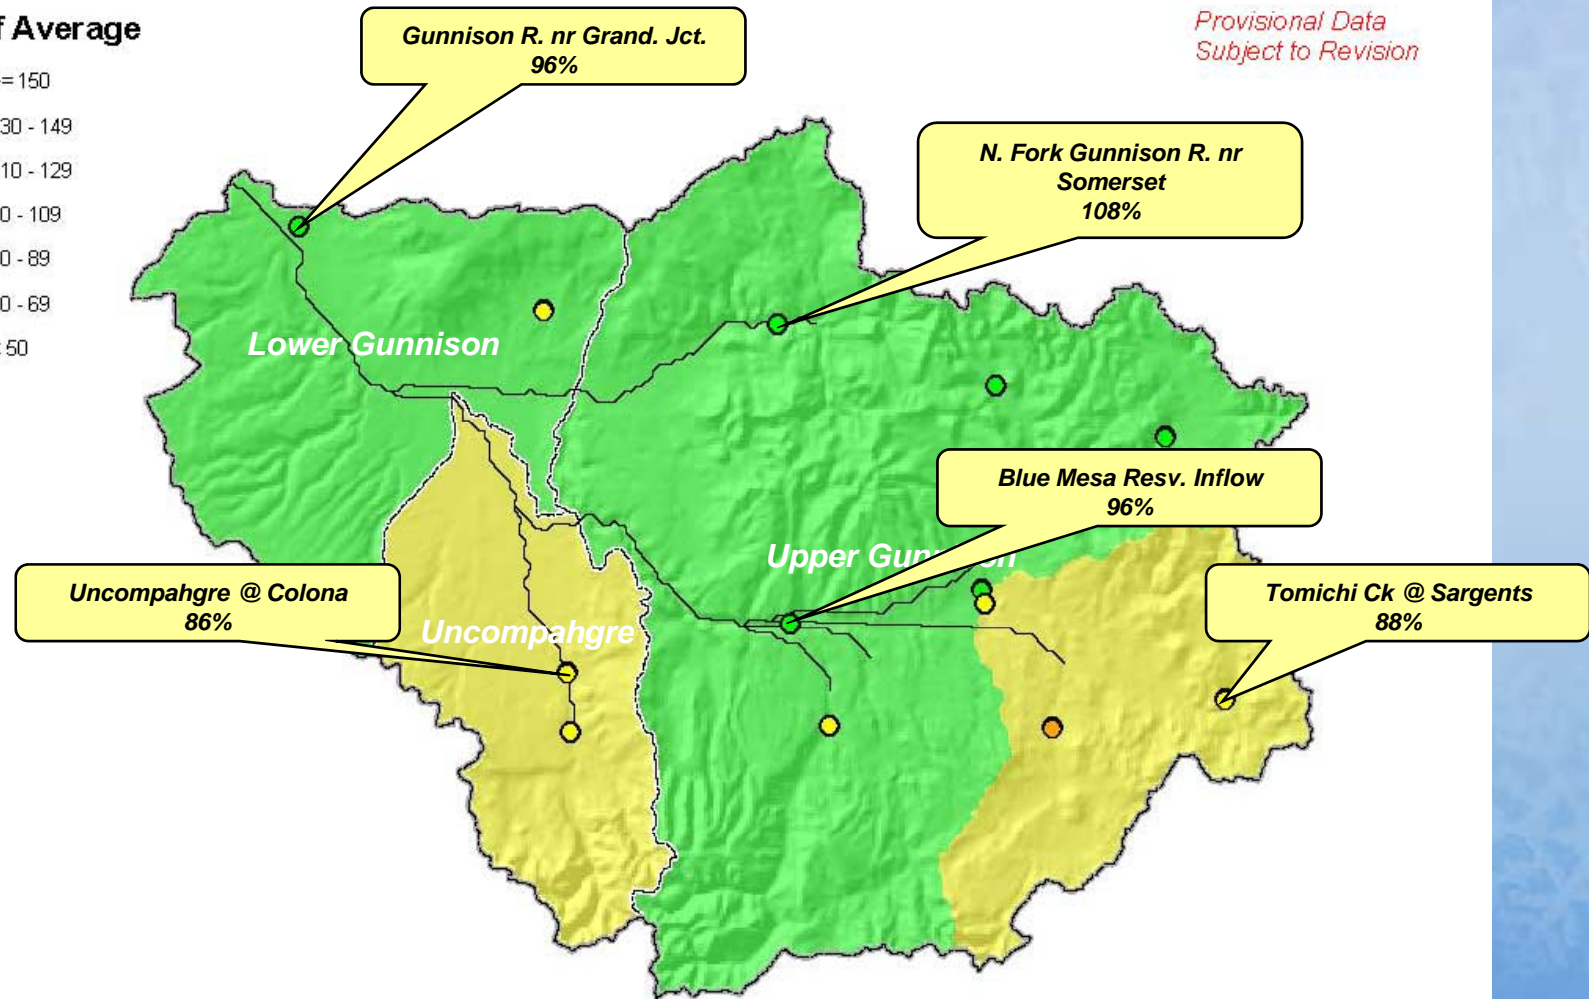 f Average
= 150
30 - 149
10 - 129
0 - 109
0 - 89
0 - 69
50
Provisional Data
Subject to Revision
Gunnison R. nr Grand. Jct.
96%
N. Fork Gunnison R. nr
Somerset
108%
Lower Gunnison
Blue Mesa Resv. Inflow
96%
Upper Gun
Uncompahgre @ Colona
86%
Uncompahgre
Tomichi Ck @ Sargents
88%